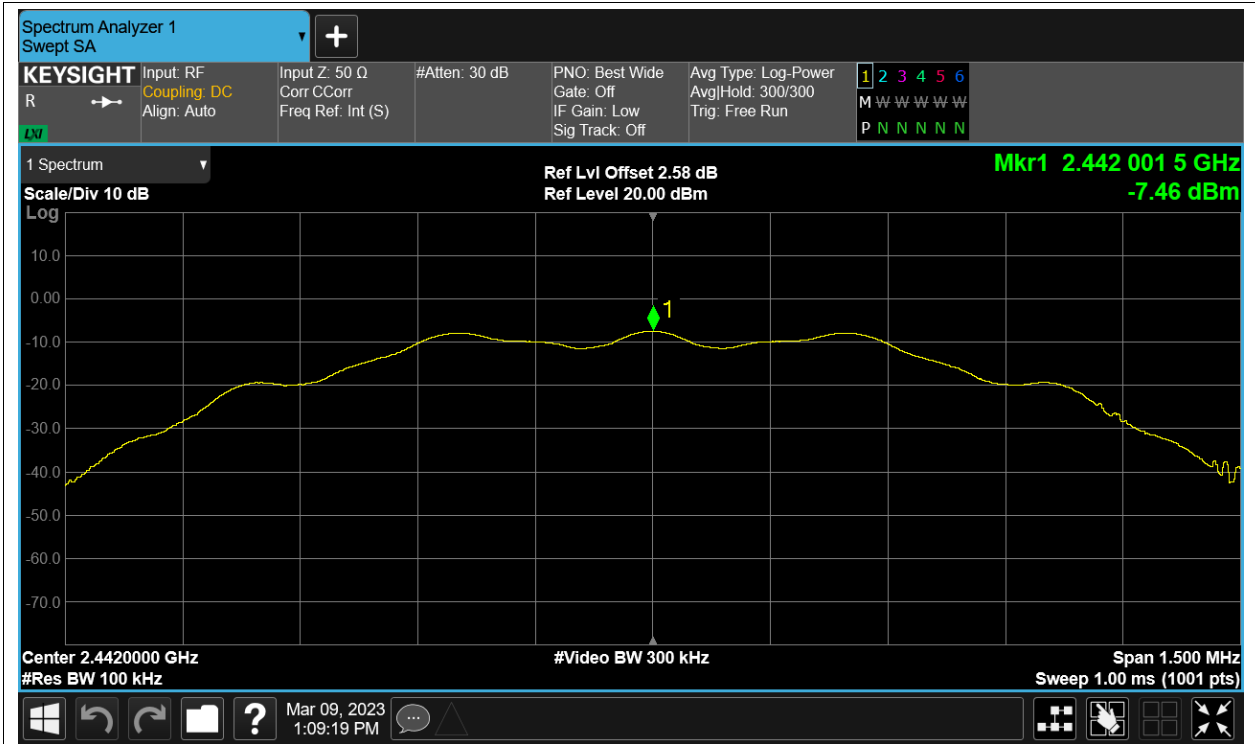 Spectrum Analyzer 1
Swept SA
KEYSIGHT
R
LXI
Input: RF
Coupling: DC
Align: Auto
Input Z: 50 Ω
Corr CCorr
Freq Ref: Int (S)
#Atten: 30 dB
PNO: Best Wide
Gate: Off
IF Gain: Low
Sig Track: Off
Avg Type: Log-Power
Avg|Hold: 300/300
Trig: Free Run
1 2 3 4 5 6
M W W W W W
P N N N N N
1 Spectrum
Scale/Div 10 dB
Log
Ref Lvl Offset 2.58 dB
Ref Level 20.00 dBm
Mkr1 2.442 001 5 GHz
-7.46 dBm
10.0
0.00
1
-10.0
-20.0
-30.0
-40.0
-50.0
-60.0
-70.0
Center 2.4420000 GHz
#Res BW 100 kHz
#Video BW 300 kHz
Span 1.500 MHz
Sweep 1.00 ms (1001 pts)
?
Mar 09, 2023
1:09:19 PM